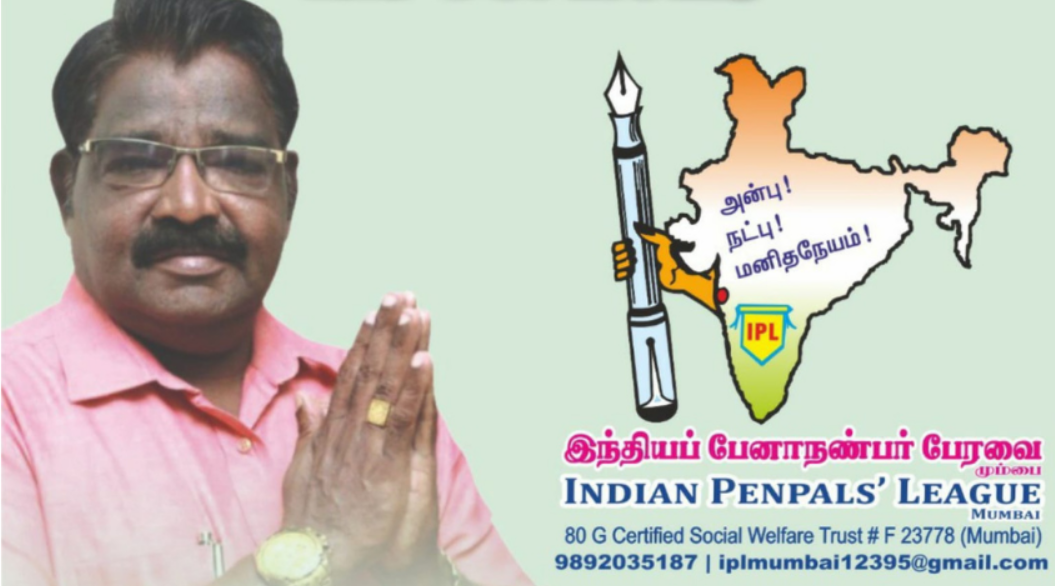 அன்பு!
நட்பு!
மனிதநேயம்!
IPL
இந்தியப் பேனாநண்பர் பேரவை
மும்பை
INDIAN PENPALS' LEAGUE
MUMBAI
80 G Certified Social Welfare Trust # F 23778 (Mumbai)
9892035187 | iplmumbai12395@gmail.com